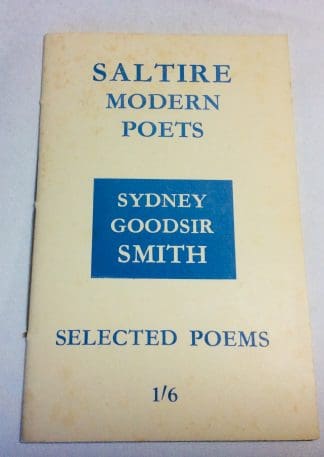 SALTIRE
MODERN
POETS
SYDNEY
GOODSIR
SMITH
SELECTED POEMS
1/6